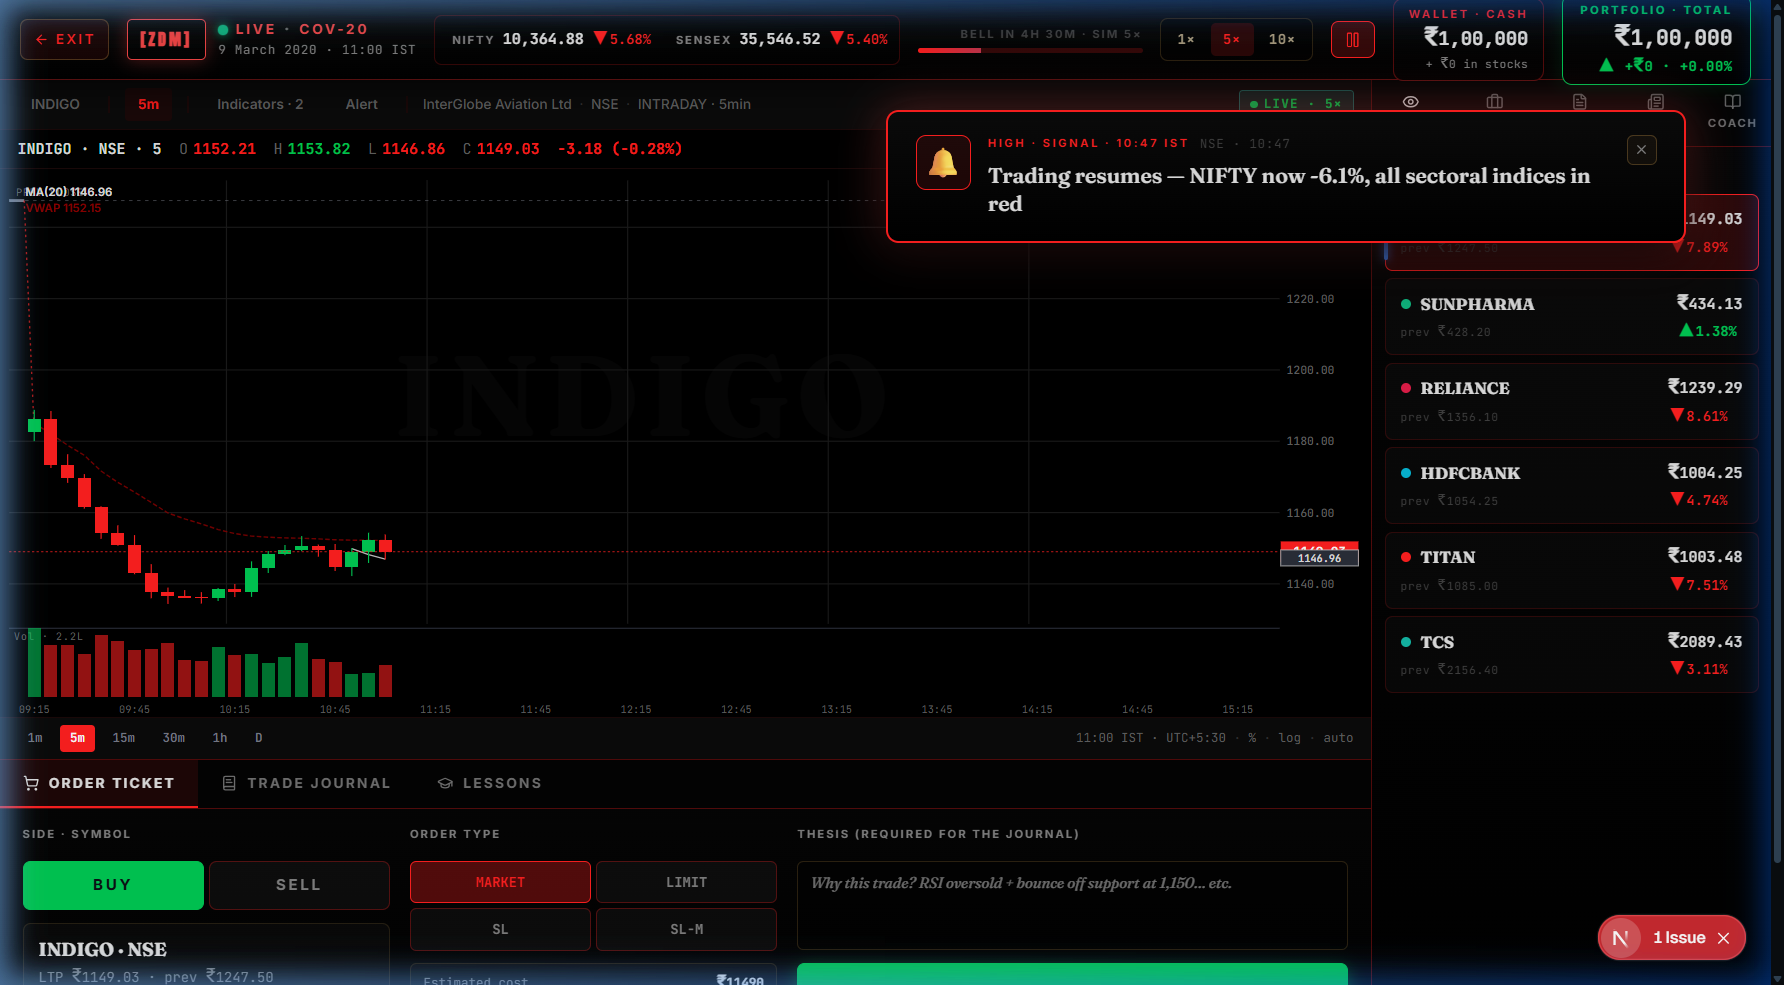 ← EXIT
[ZDM]
LIVE · COV-20
9 March 2020 · 11:00 IST
NIFTY 10,364.88 ▼5.68% SENSEX 35,546.52 ▼5.40%
BELL IN 4H 30M · SIM 5×
1× 5× 10×
WALLET · CASH
₹1,00,000
+ ₹0 in stocks
PORTFOLIO · TOTAL
₹1,00,000
▲ +₹0 · +0.00%
INDIGO 5m Indicators · 2 Alert InterGlobe Aviation Ltd · NSE · INTRADAY · 5min
LIVE · 5×
COACH
INDIGO · NSE · 5 O 1152.21 H 1153.82 L 1146.86 C 1149.03 -3.18 (-0.28%)
MA(20) 1146.96
VWAP 1152.15
HIGH · SIGNAL · 10:47 IST NSE · 10:47
Trading resumes — NIFTY now -6.1%, all sectoral indices in
red
INDIGO
1220.00
1200.00
1180.00
1160.00
1146.96
1140.00
Vol · 2.2L
09:15 09:45 10:15 10:45 11:15 11:45 12:15 12:45 13:15 13:45 14:15 14:45 15:15
1m 5m 15m 30m 1h D
11:00 IST · UTC+5:30 · % · log · auto
1149.03
prev ₹1247.50 ▼7.89%
SUNPHARMA ₹434.13
prev ₹428.20 ▲1.38%
RELIANCE ₹1239.29
prev ₹1356.10 ▼8.61%
HDFCBANK ₹1004.25
prev ₹1054.25 ▼4.74%
TITAN ₹1003.48
prev ₹1085.00 ▼7.51%
TCS ₹2089.43
prev ₹2156.40 ▼3.11%
ORDER TICKET TRADE JOURNAL LESSONS
SIDE · SYMBOL
BUY SELL
INDIGO · NSE
LTP ₹1149.03 · prev ₹1247.50
ORDER TYPE
MARKET LIMIT
SL SL-M
Estimated cost ₹11490
THESIS (REQUIRED FOR THE JOURNAL)
Why this trade? RSI oversold + bounce off support at 1,150... etc.
N 1 Issue